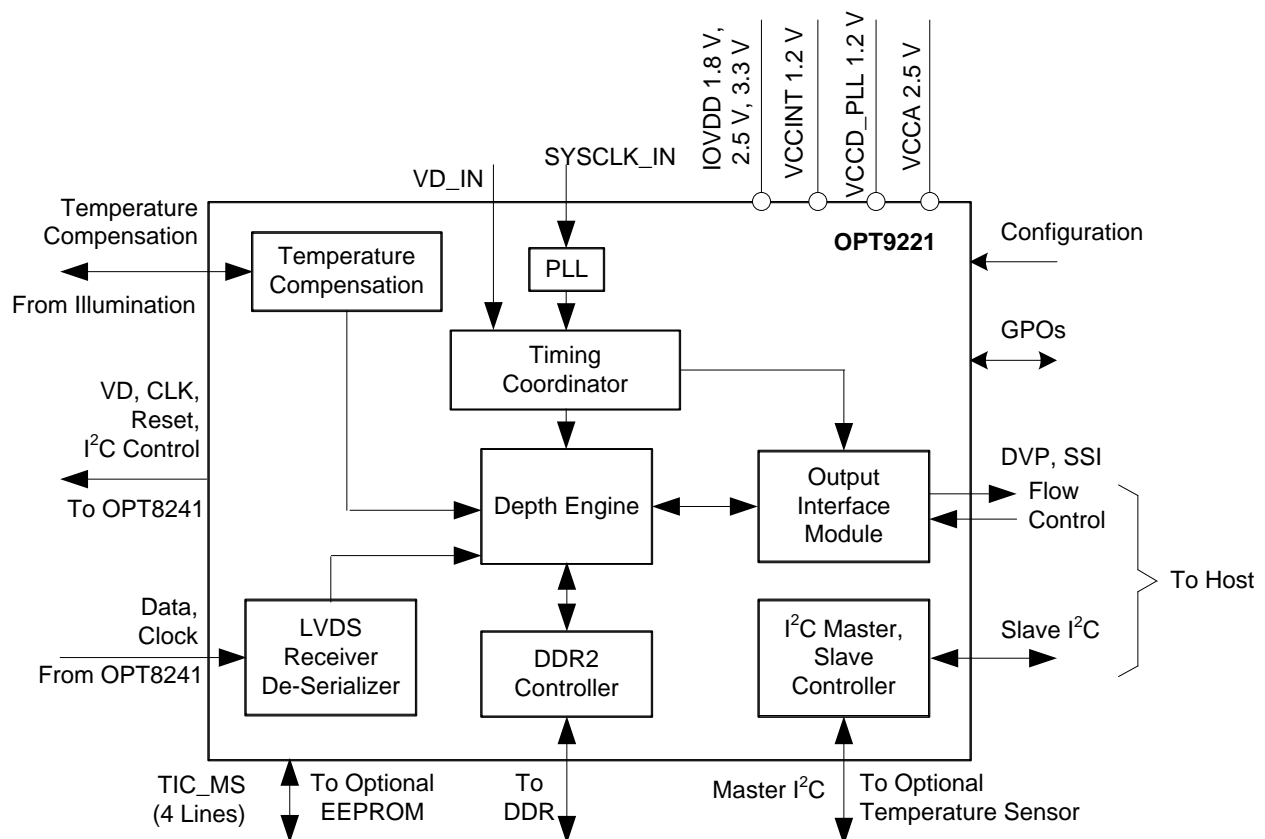 IOVDD 1.8 V,
2.5 V, 3.3 V
VCCINT 1.2 V
VCCD_PLL 1.2 V
VCCA 2.5 V
SYSCLK_IN
VD_IN
OPT9221
Temperature
Compensation
From Illumination
Temperature
Compensation
PLL
Configuration
Timing
Coordinator
GPOs
VD, CLK,
Reset,
I²C Control
To OPT8241
Depth Engine
Output
Interface
Module
DVP, SSI
Flow
Control
To Host
Data,
Clock
From OPT8241
LVDS
Receiver
De-Serializer
DDR2
Controller
I²C Master,
Slave
Controller
Slave I²C
TIC_MS
(4 Lines)
To Optional
EEPROM
To
DDR
Master I²C
To Optional
Temperature Sensor